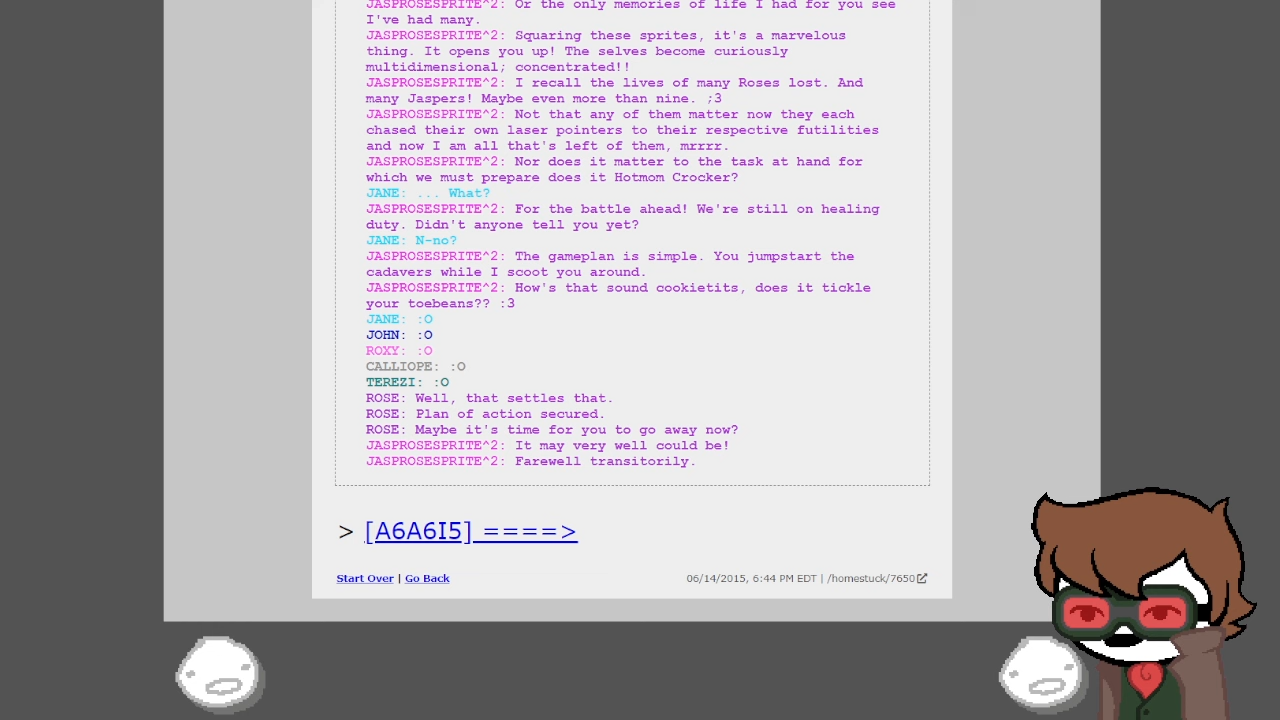 JASPROSESPRITE^2: Or the only memories of life I had for you see
I've had many.
JASPROSESPRITE^2: Squaring these sprites, it's a marvelous
thing. It opens you up! The selves become curiously
multidimensional; concentrated!!
JASPROSESPRITE^2: I recall the lives of many Roses lost. And
many Jaspers! Maybe even more than nine. ;3
JASPROSESPRITE^2: Not that any of them matter now they each
chased their own laser pointers to their respective futilities
and now I am all that's left of them, mrrrr.
JASPROSESPRITE^2: Nor does it matter to the task at hand for
which we must prepare does it Hotmom Crocker?
JANE: ... What?
JASPROSESPRITE^2: For the battle ahead! We're still on healing
duty. Didn't anyone tell you yet?
JANE: N-no?
JASPROSESPRITE^2: The gameplan is simple. You jumpstart the
cadavers while I scoot you around.
JASPROSESPRITE^2: How's that sound cookietits, does it tickle
your toebeans?? :3
JANE: :O
JOHN: :O
ROXY: :O
CALLIOPE: :O
TEREZI: :O
ROSE: Well, that settles that.
ROSE: Plan of action secured.
ROSE: Maybe it's time for you to go away now?
JASPROSESPRITE^2: It may very well could be!
JASPROSESPRITE^2: Farewell transitorily.
> [A6A6I5] ====>
Start Over | Go Back
06/14/2015, 6:44 PM EDT | /homestuck/7650